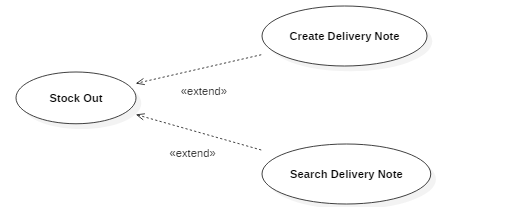 Create Delivery Note
«extend»
Stock Out
«extend»
Search Delivery Note